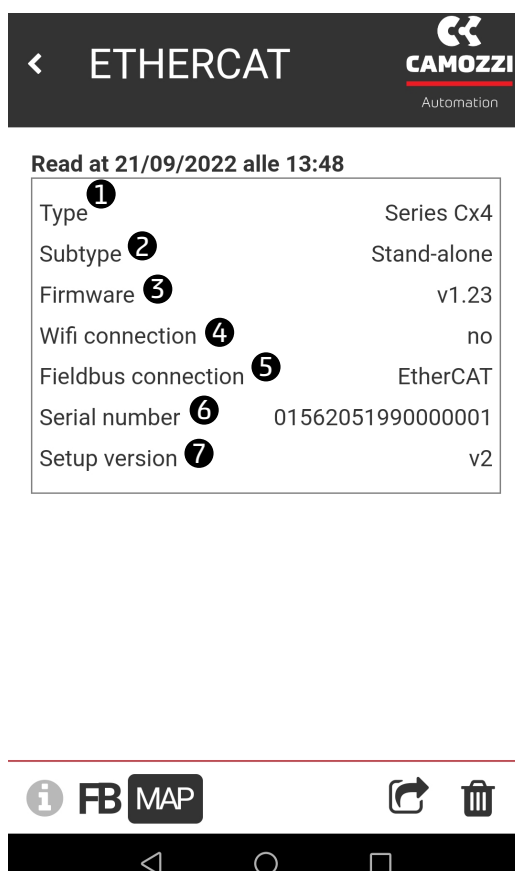 ETHERCAT
CAMOZZI
Automation
Read at 21/09/2022 alle 13:48
Type 1 Series Cx4
Subtype 2 Stand-alone
Firmware 3 v1.23
Wifi connection 4 no
Fieldbus connection 5 EtherCAT
Serial number 6 01562051990000001
Setup version 7 v2
i FB MAP